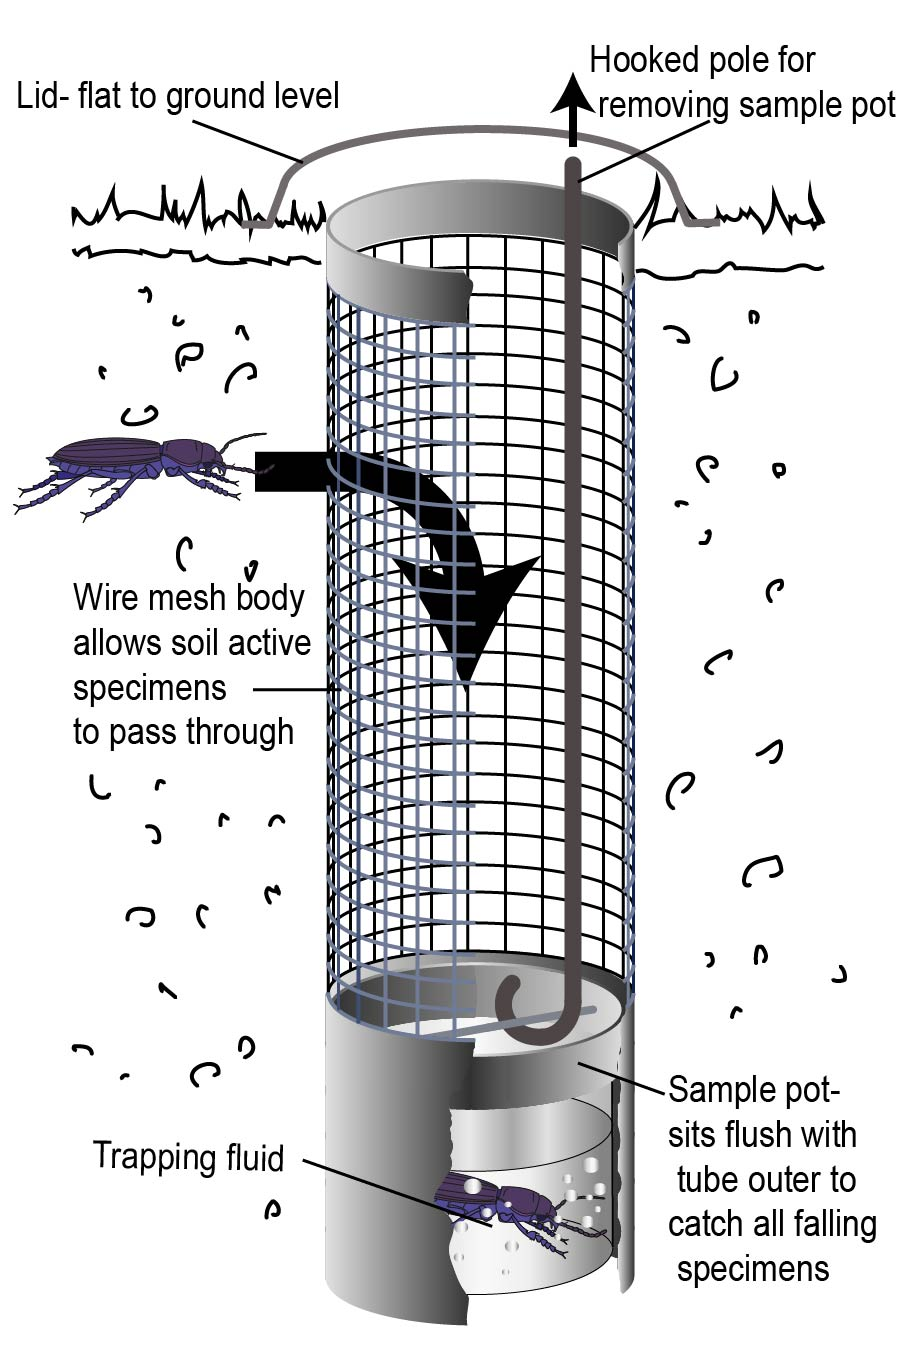 Hooked pole for
removing sample pot
Lid- flat to ground level
Wire mesh body
allows soil active
specimens
to pass through
Sample pot-
sits flush with
tube outer to
catch all falling
specimens
Trapping fluid